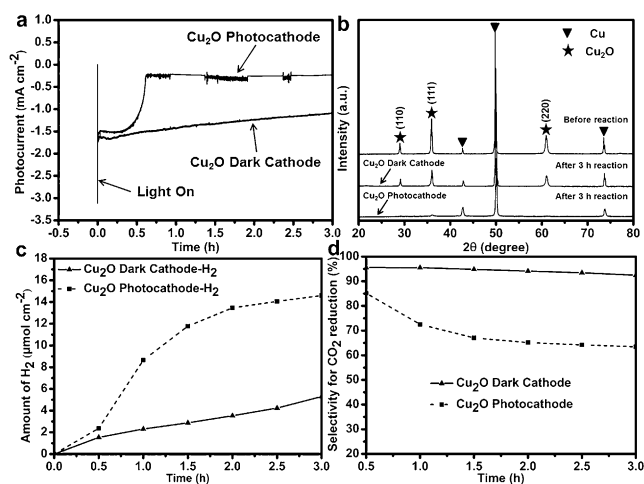 a
Photocurrent (mA cm-2)
1.0
0.5
0.0
-0.5
-1.0
-1.5
-2.0
-2.5
-3.0
-3.5
Cu2O Photocathode
Cu2O Dark Cathode
Light On
-0.5 0.0 0.5 1.0 1.5 2.0 2.5 3.0
Time (h)
b
Intensity (a.u.)
Cu
Cu2O
(110)
(111)
(220)
Before reaction
Cu2O Dark Cathode
After 3 h reaction
Cu2O Photocathode
After 3 h reaction
20 30 40 50 60 70 80
2θ (degree)
c
Amount of H2 (μmol cm-2)
18
16
14
12
10
8
6
4
2
0
Cu2O Dark Cathode-H2
Cu2O Photocathode-H2
0.0 0.5 1.0 1.5 2.0 2.5 3.0
Time (h)
d
Selectivity for CO2 reduction (%)
100
90
80
70
60
50
40
30
20
Cu2O Dark Cathode
Cu2O Photocathode
0.5 1.0 1.5 2.0 2.5 3.0
Time (h)